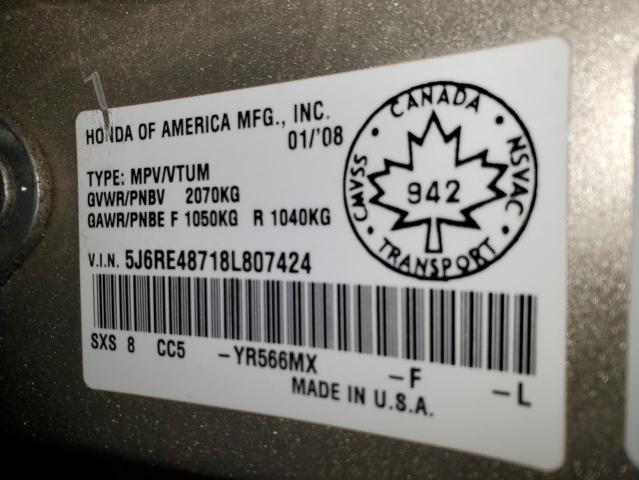 HONDA OF AMERICA MFG., INC.
01/'08
TYPE: MPV/VTUM
GVWR/PNBV 2070KG
GAWR/PNBE F 1050KG R 1040KG
V.I.N. 5J6RE48718L807424
SXS 8 CC5 -YR566MX -F -L
MADE IN U.S.A.
CANADA
CMVSS 942 NSVAC
TRANSPORT